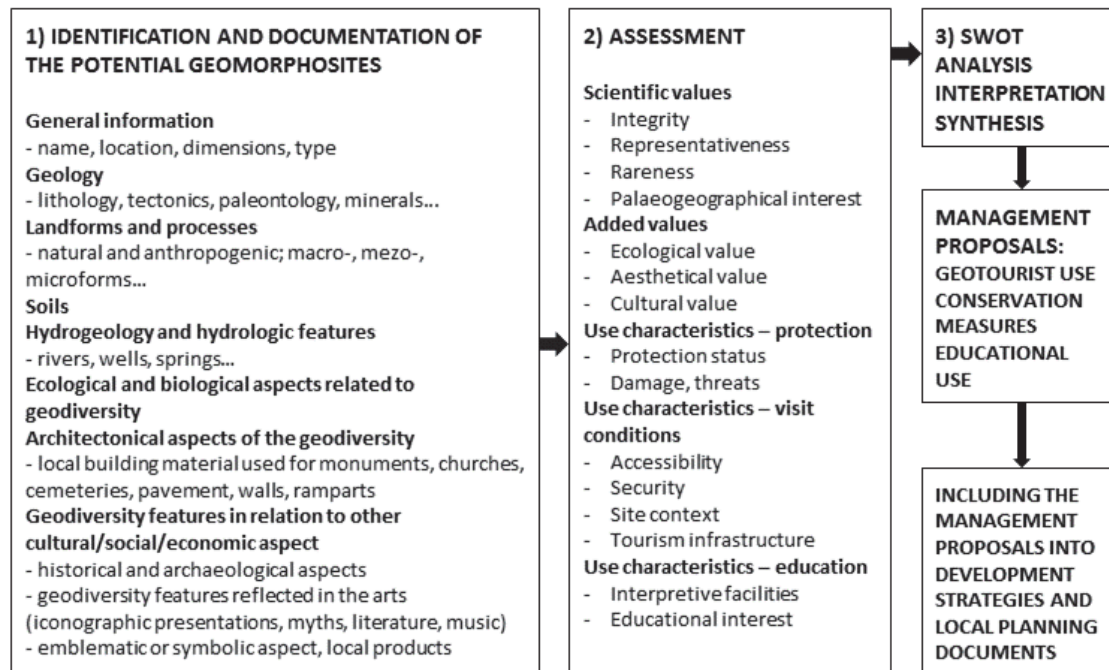 1) IDENTIFICATION AND DOCUMENTATION OF
THE POTENTIAL GEOMORPHOSITES
General information
- name, location, dimensions, type
Geology
- lithology, tectonics, paleontology, minerals...
Landforms and processes
- natural and anthropogenic; macro-, mezo-,
microforms...
Soils
Hydrogeology and hydrologic features
- rivers, wells, springs...
Ecological and biological aspects related to
geodiversity
Architectonical aspects of the geodiversity
- local building material used for monuments, churches,
cemeteries, pavement, walls, ramparts
Geodiversity features in relation to other
cultural/social/economic aspect
- historical and archaeological aspects
- geodiversity features reflected in the arts
(iconographic presentations, myths, literature, music)
- emblematic or symbolic aspect, local products
2) ASSESSMENT
Scientific values
- Integrity
- Representativeness
- Rareness
- Palaeogeographical interest
Added values
- Ecological value
- Aesthetical value
- Cultural value
Use characteristics – protection
- Protection status
- Damage, threats
Use characteristics – visit
conditions
- Accessibility
- Security
- Site context
- Tourism infrastructure
Use characteristics – education
- Interpretive facilities
- Educational interest
3) SWOT
ANALYSIS
INTERPRETATION
SYNTHESIS
MANAGEMENT
PROPOSALS:
GEOTOURIST USE
CONSERVATION
MEASURES
EDUCATIONAL
USE
INCLUDING THE
MANAGEMENT
PROPOSALS INTO
DEVELOPMENT
STRATEGIES AND
LOCAL PLANNING
DOCUMENTS